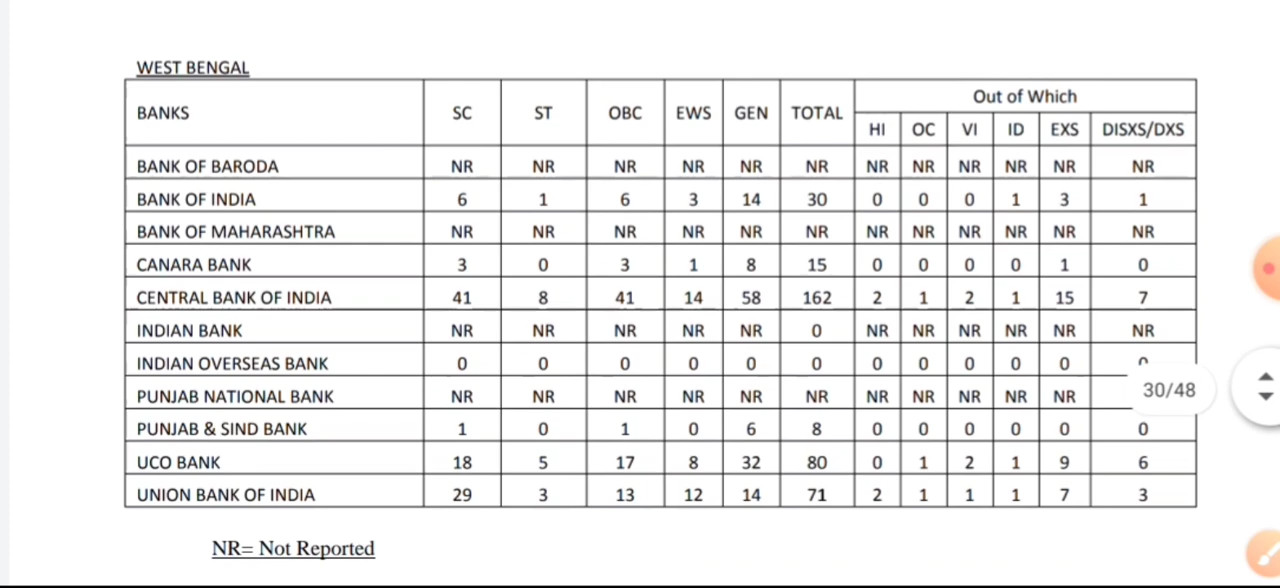 WEST BENGAL
BANKS SC ST OBC EWS GEN TOTAL Out of Which
HI OC VI ID EXS DISXS/DXS
BANK OF BARODA NR NR NR NR NR NR NR NR NR NR NR NR
BANK OF INDIA 6 1 6 3 14 30 0 0 0 1 3 1
BANK OF MAHARASHTRA NR NR NR NR NR NR NR NR NR NR NR NR
CANARA BANK 3 0 3 1 8 15 0 0 0 0 1 0
CENTRAL BANK OF INDIA 41 8 41 14 58 162 2 1 2 1 15 7
INDIAN BANK NR NR NR NR NR 0 NR NR NR NR NR NR
INDIAN OVERSEAS BANK 0 0 0 0 0 0 0 0 0 0 0
30/48
PUNJAB NATIONAL BANK NR NR NR NR NR NR NR NR NR NR NR
PUNJAB & SIND BANK 1 0 1 0 6 8 0 0 0 0 0 0
UCO BANK 18 5 17 8 32 80 0 1 2 1 9 6
UNION BANK OF INDIA 29 3 13 12 14 71 2 1 1 1 7 3
NR= Not Reported